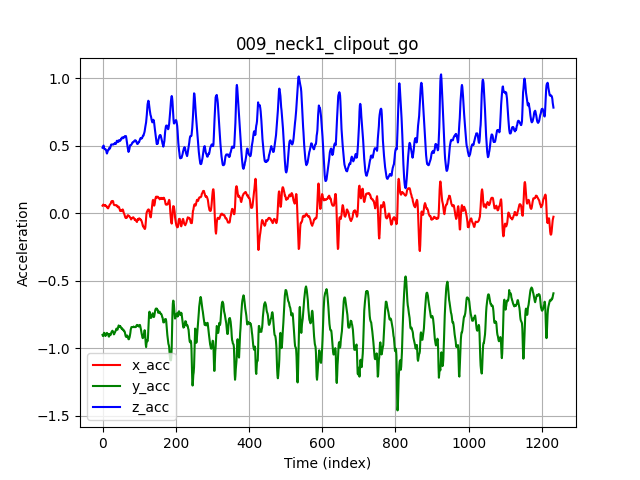 009_neck1_clipout_go
1.0
0.5
0.0
−0.5
−1.0
−1.5
Acceleration
x_acc
y_acc
z_acc
0 200 400 600 800 1000 1200
Time (index)